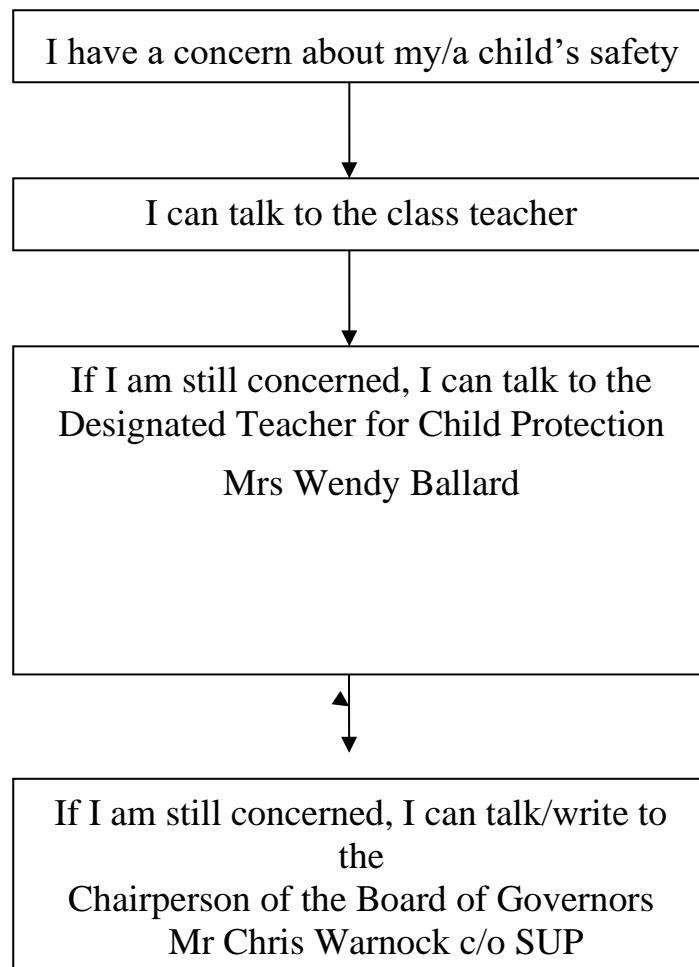 I have a concern about my/a child’s safety
I can talk to the class teacher
If I am still concerned, I can talk to the
Designated Teacher for Child Protection
Mrs Wendy Ballard
If I am still concerned, I can talk/write to
the
Chairperson of the Board of Governors
Mr Chris Warnock c/o SUP